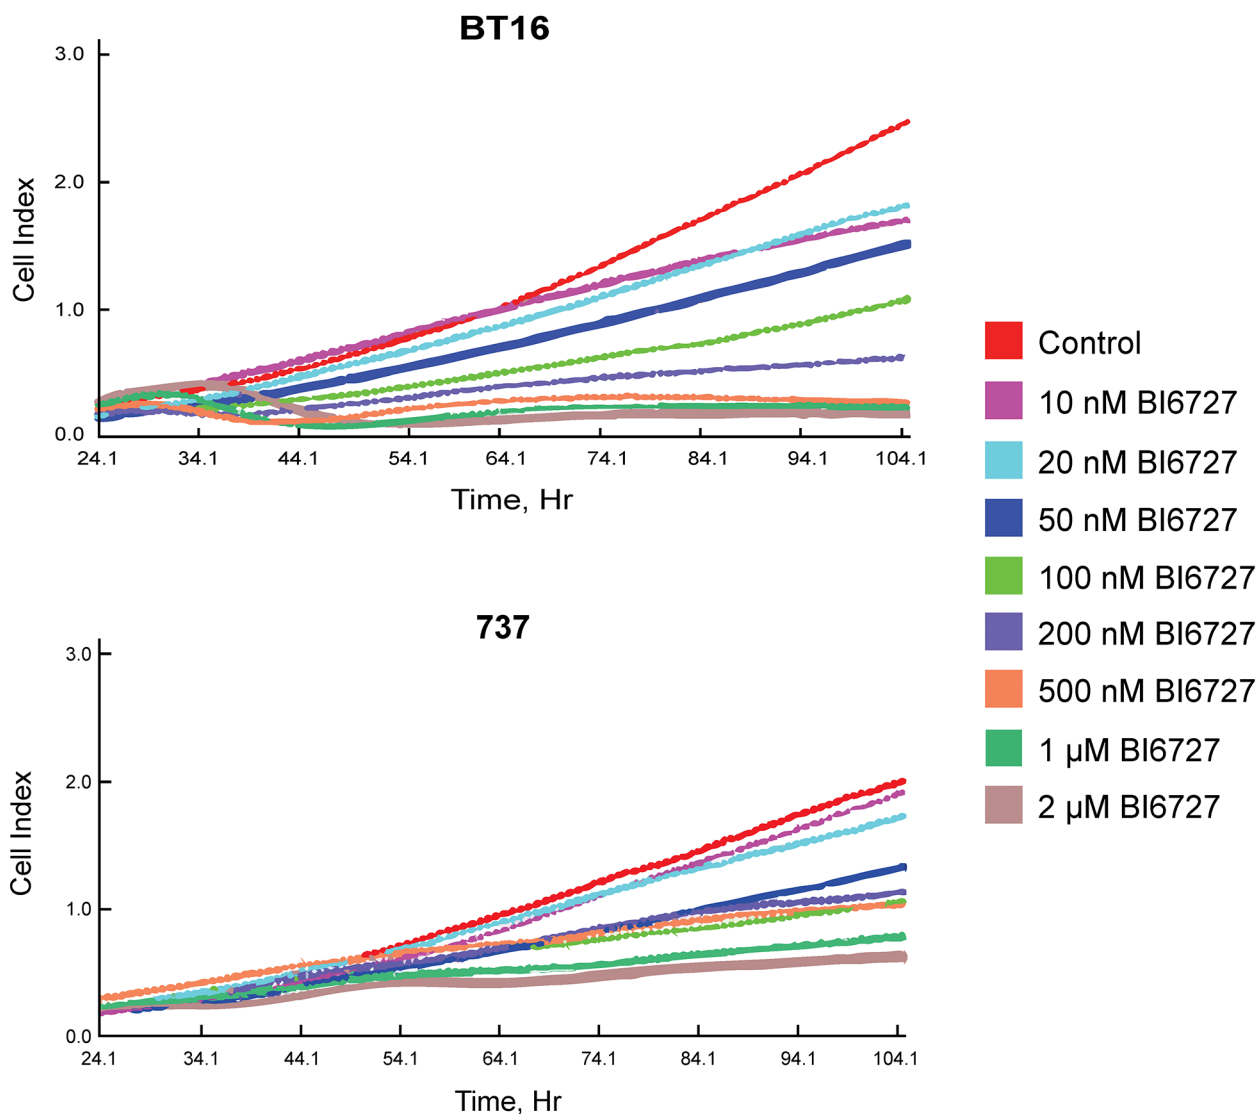 BT16
3.0
2.0
1.0
0.0
Cell Index
24.1 34.1 44.1 54.1 64.1 74.1 84.1 94.1 104.1
Time, Hr
Control
10 nM BI6727
20 nM BI6727
50 nM BI6727
100 nM BI6727
200 nM BI6727
500 nM BI6727
1 µM BI6727
2 µM BI6727
737
3.0
2.0
1.0
0.0
Cell Index
24.1 34.1 44.1 54.1 64.1 74.1 84.1 94.1 104.1
Time, Hr